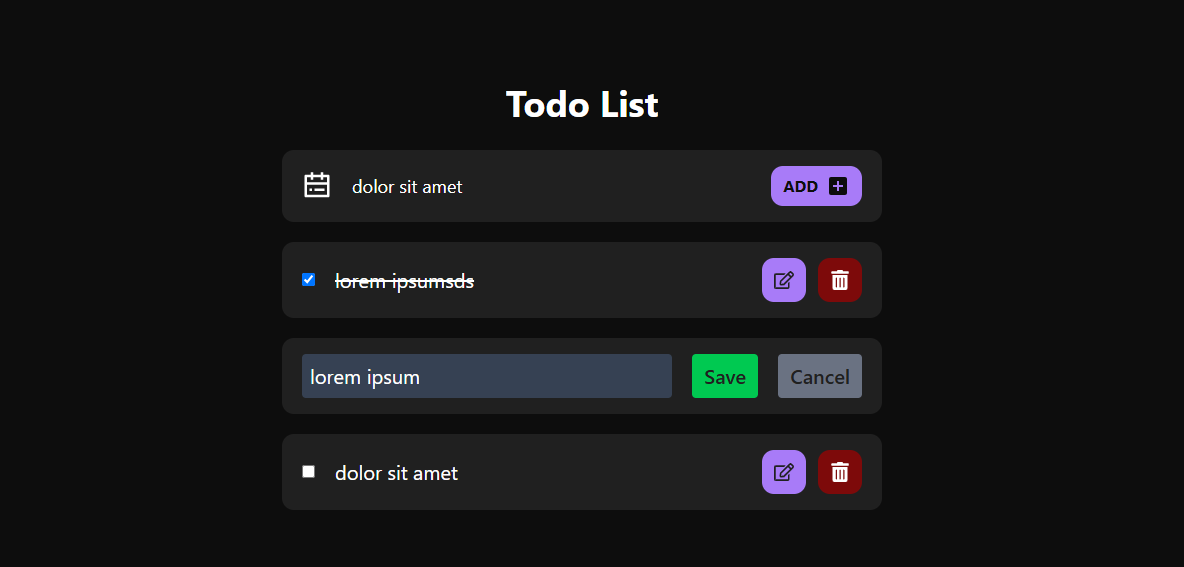 Todo List
dolor sit amet ADD
lorem ipsumsds
lorem ipsum Save Cancel
dolor sit amet